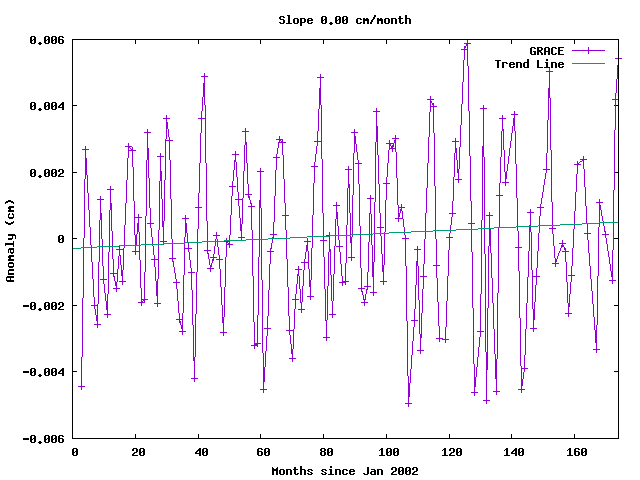 Slope 0.00 cm/month
GRACE
Trend Line
Anomaly (cm)
0.006
0.004
0.002
0
-0.002
-0.004
-0.006
0 20 40 60 80 100 120 140 160
Months since Jan 2002